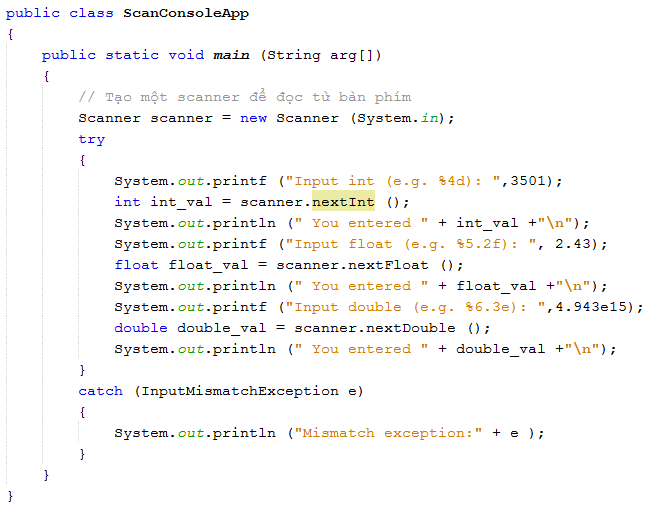 public class ScanConsoleApp
{
public static void main (String arg[])
{
// Tạo một scanner để đọc từ bàn phím
Scanner scanner = new Scanner (System.in);
try
{
System.out.printf ("Input int (e.g. %4d): ",3501);
int int_val = scanner.nextInt ();
System.out.println (" You entered " + int_val +"\n");
System.out.printf ("Input float (e.g. %5.2f): ", 2.43);
float float_val = scanner.nextFloat ();
System.out.println (" You entered " + float_val +"\n");
System.out.printf ("Input double (e.g. %6.3e): ",4.943e15);
double double_val = scanner.nextDouble ();
System.out.println (" You entered " + double_val +"\n");
}
catch (InputMismatchException e)
{
System.out.println ("Mismatch exception:" + e );
}
}
}